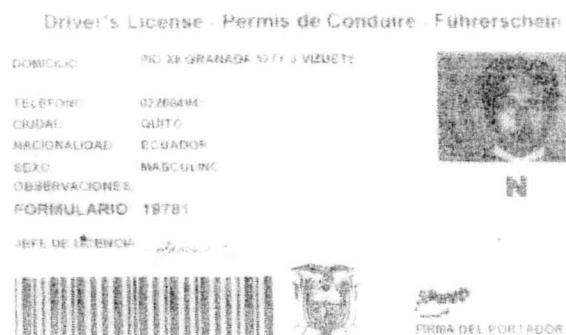 Driver's License - Permis de Conduire - Führerschein
DOMICILIO: PIO XII GRANADA J VIZUETE
TELEFONO:
CIUDAD: QUITO
NACIONALIDAD: ECUADOR
SEXO: MASCULINO
OBSERVACIONES:
FORMULARIO 19781
JEFE DE LICENCIA
N
FIRMA DEL PORTADOR